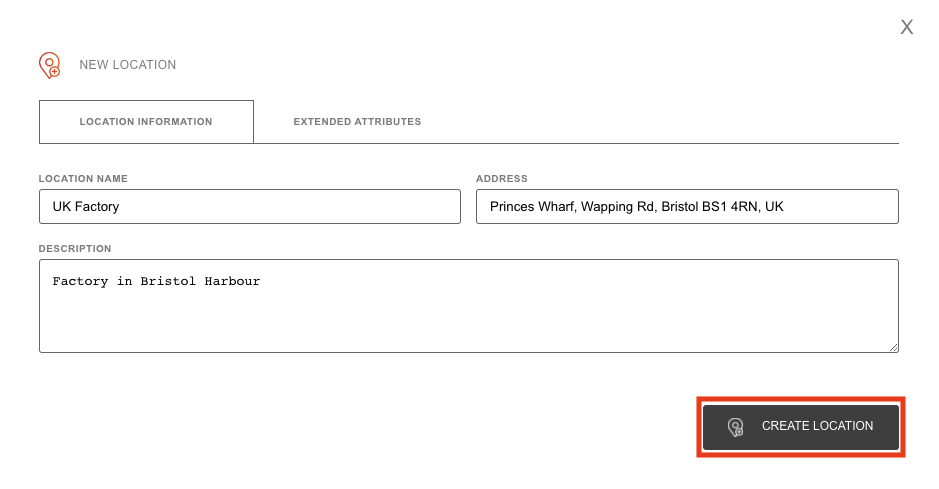 X
NEW LOCATION
LOCATION INFORMATION
EXTENDED ATTRIBUTES
LOCATION NAME
ADDRESS
UK Factory
Princes Wharf, Wapping Rd, Bristol BS1 4RN, UK
DESCRIPTION
Factory in Bristol Harbour
CREATE LOCATION